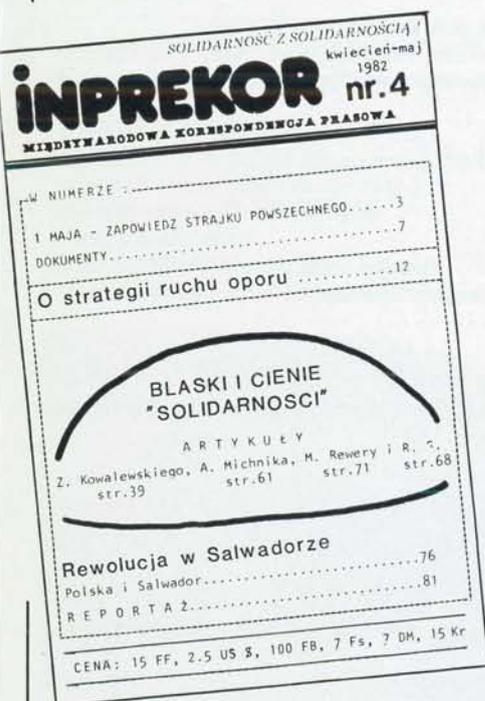 SOLIDARNOŚĆ Z SOLIDARNOŚCIĄ !
kwiecień-maj
1982
iNPREKOR nr.4
MIĘDZYNARODOWA KORESPONDENCJA PRASOWA
W NUMERZE :
1 MAJA - ZAPOWIEDZ STRAJKU POWSZECHNEGO......3
DOKUMENTY..................................7
O strategii ruchu oporu ............12
BLASKI I CIENIE
"SOLIDARNOSCI"
ARTYKUŁY
Z. Kowalewskiego, A. Michnika, M. Rewery i R.
str.39 str.61 str.71 str.68
Rewolucja w Salwadorze
Polska i Salwador..........................76
REPORTAŻ............................81
CENA: 15 FF, 2.5 US $, 100 FB, 7 Fs, ? DM, 15 Kr